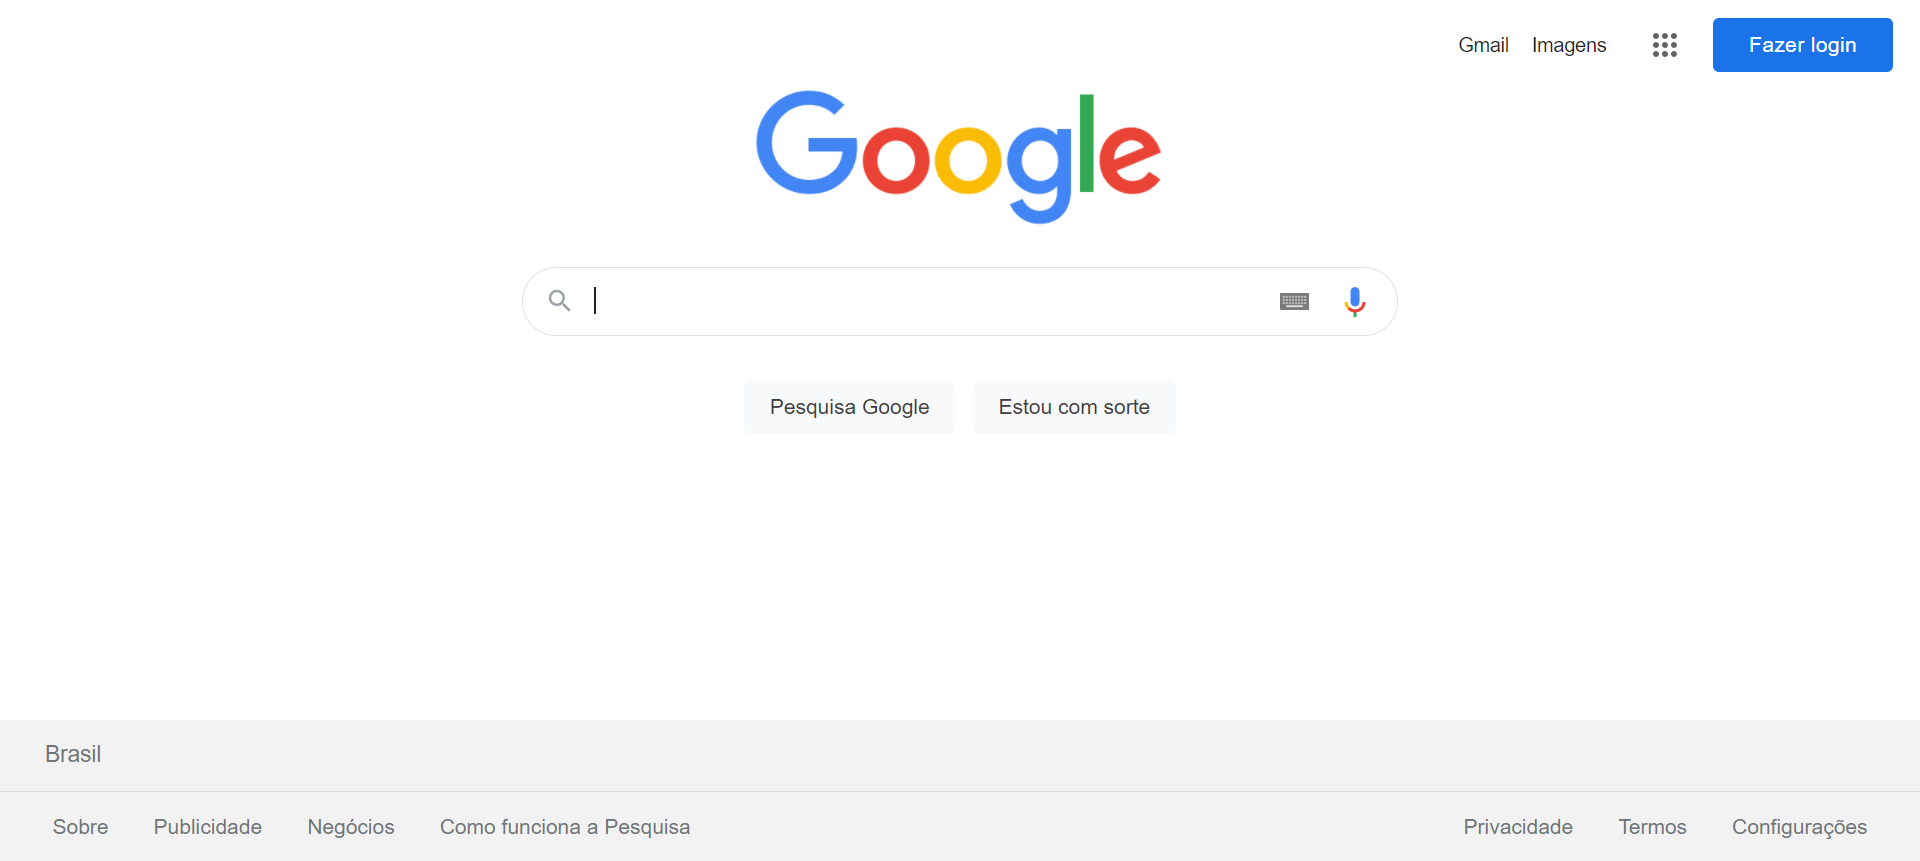 Gmail Imagens Fazer login
Google
Pesquisa Google Estou com sorte
Brasil
Sobre Publicidade Negócios Como funciona a Pesquisa Privacidade Termos Configurações